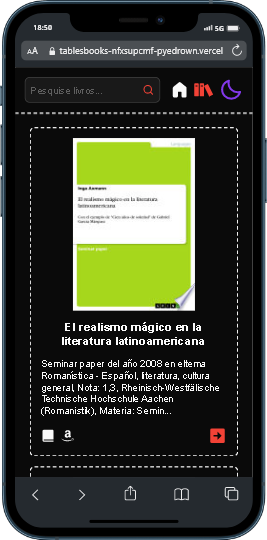 18:50
5G
AA
tablesbooks-nfxsupcmf-pyedrown.vercel
Pesquise livros...
Inga Axmann
El realismo mágico en la literatura
latinoamericana
Con el ejemplo de "Cien años de soledad" de Gabriel
García Márquez
Seminar paper
El realismo mágico en la
literatura latinoamericana
Seminar paper del año 2008 en eltema
Romanística - Español, literatura, cultura
general, Nota: 1,3, Rheinisch-Westfälische
Technische Hochschule Aachen
(Romanistik), Materia: Semin...